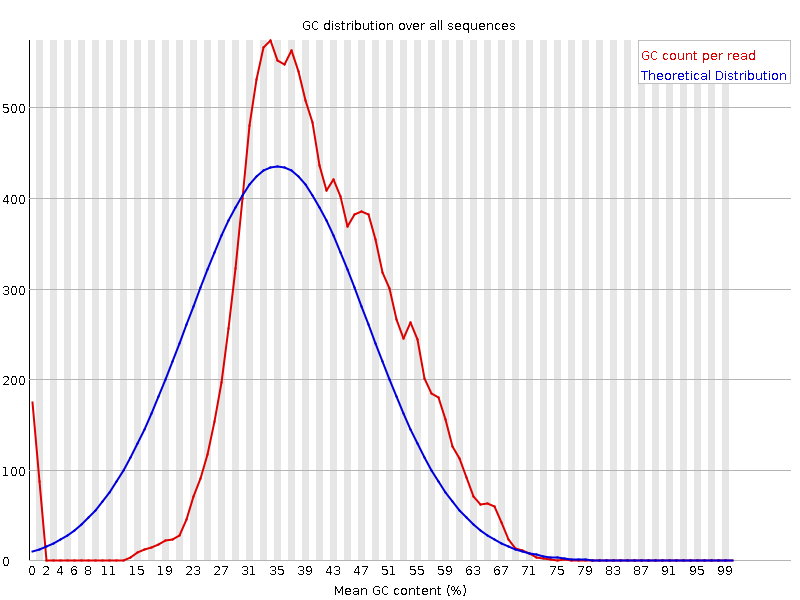 GC distribution over all sequences
GC count per read
Theoretical Distribution
500
400
300
200
100
0
0 2 4 6 8 11 15 19 23 27 31 35 39 43 47 51 55 59 63 67 71 75 79 83 87 91 95 99
Mean GC content (%)